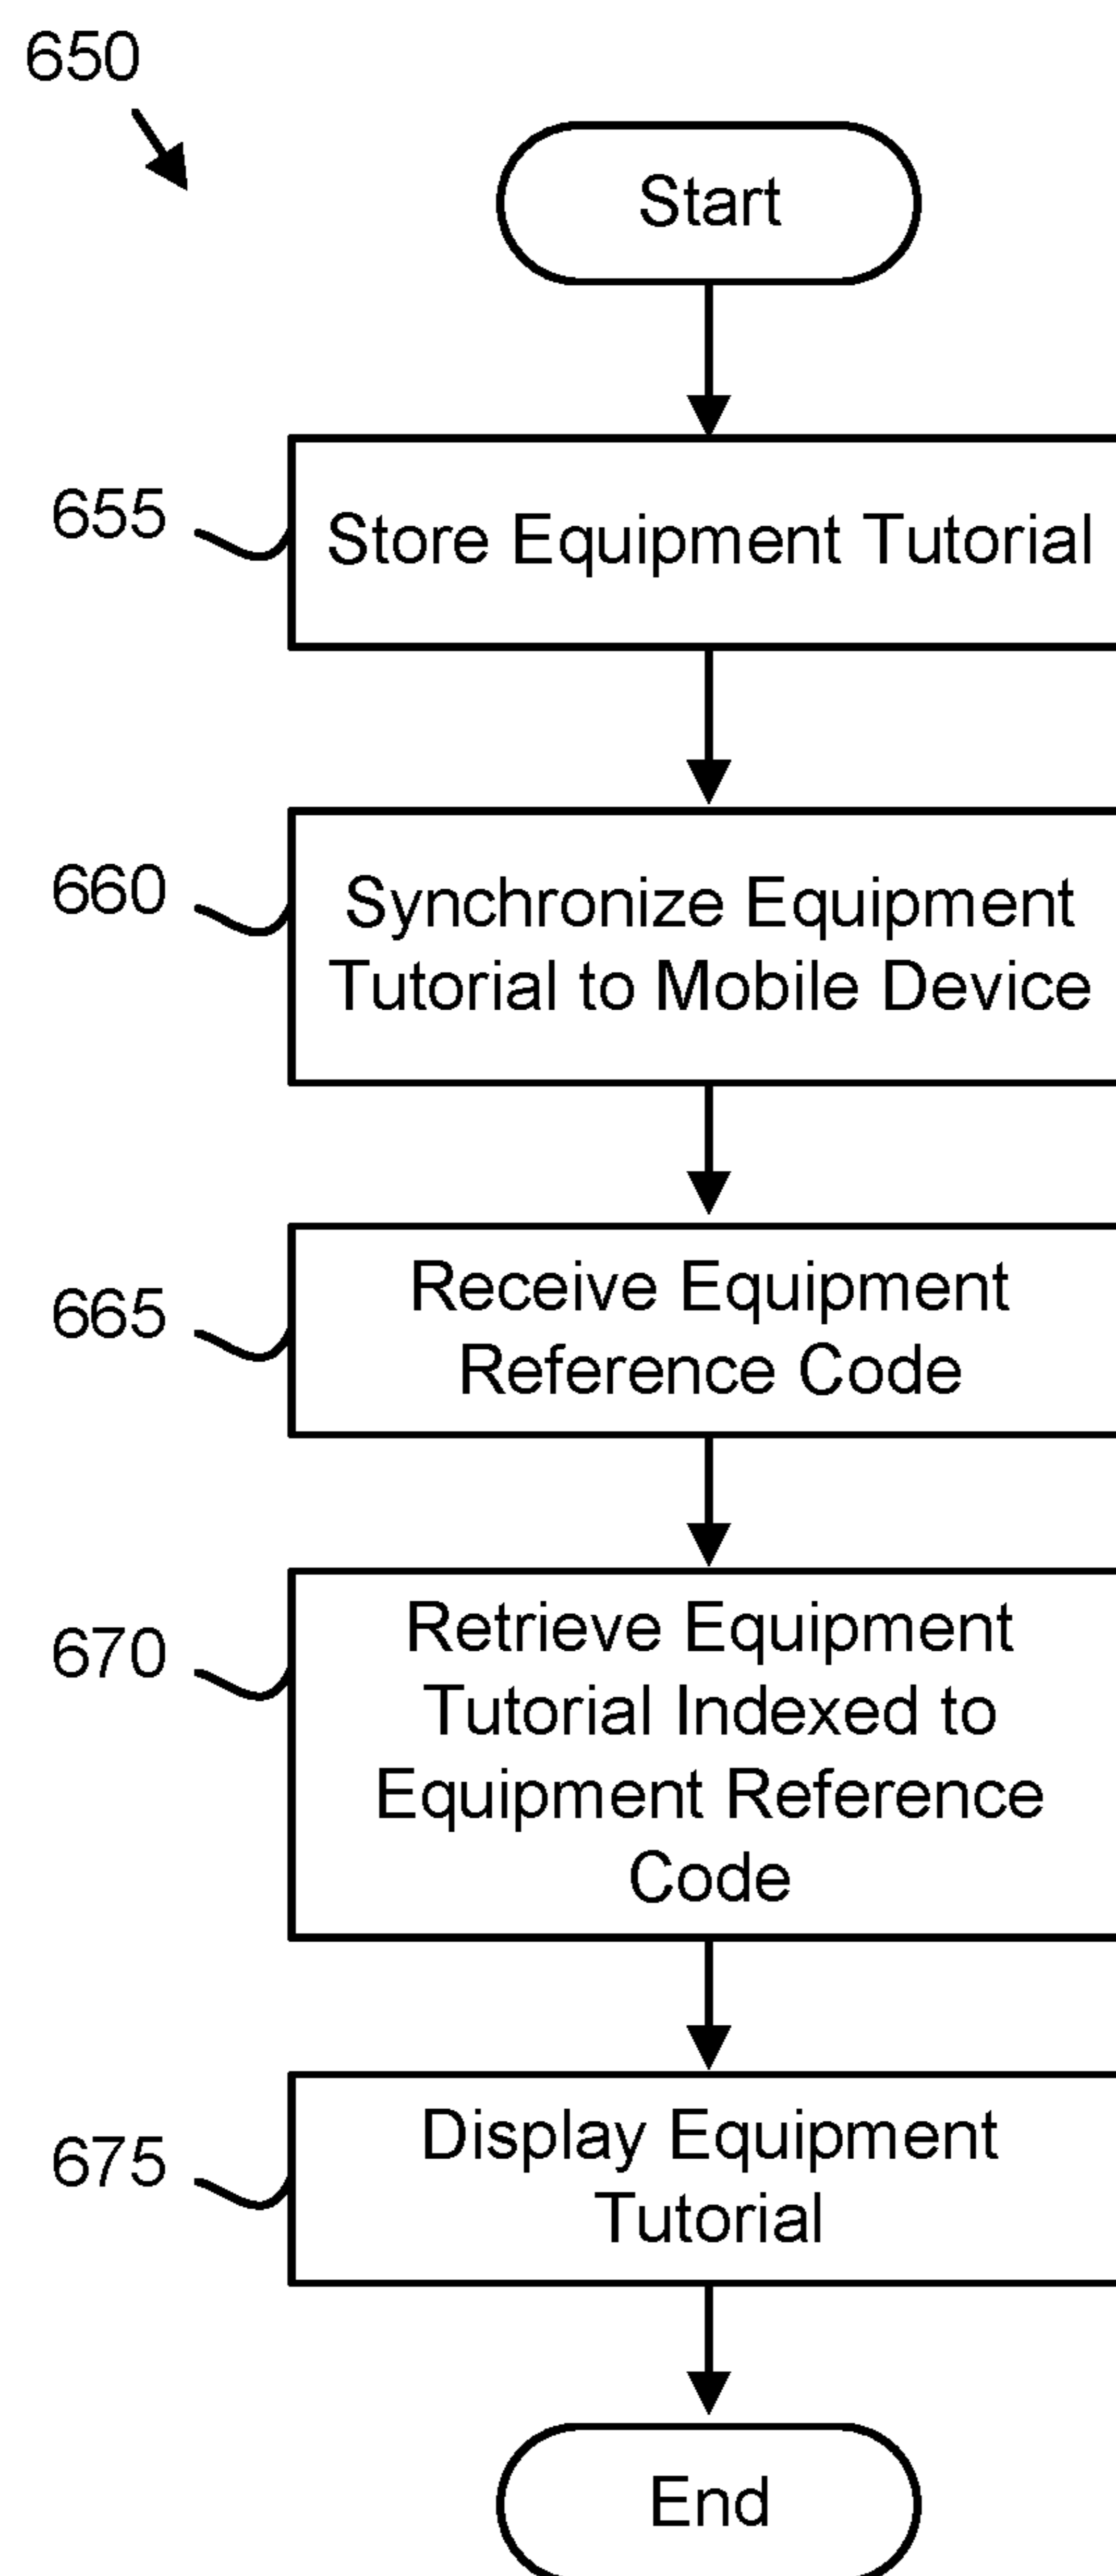 650
Start
655
Store Equipment Tutorial
660
Synchronize Equipment
Tutorial to Mobile Device
665
Receive Equipment
Reference Code
670
Retrieve Equipment
Tutorial Indexed to
Equipment Reference
Code
675
Display Equipment
Tutorial
End